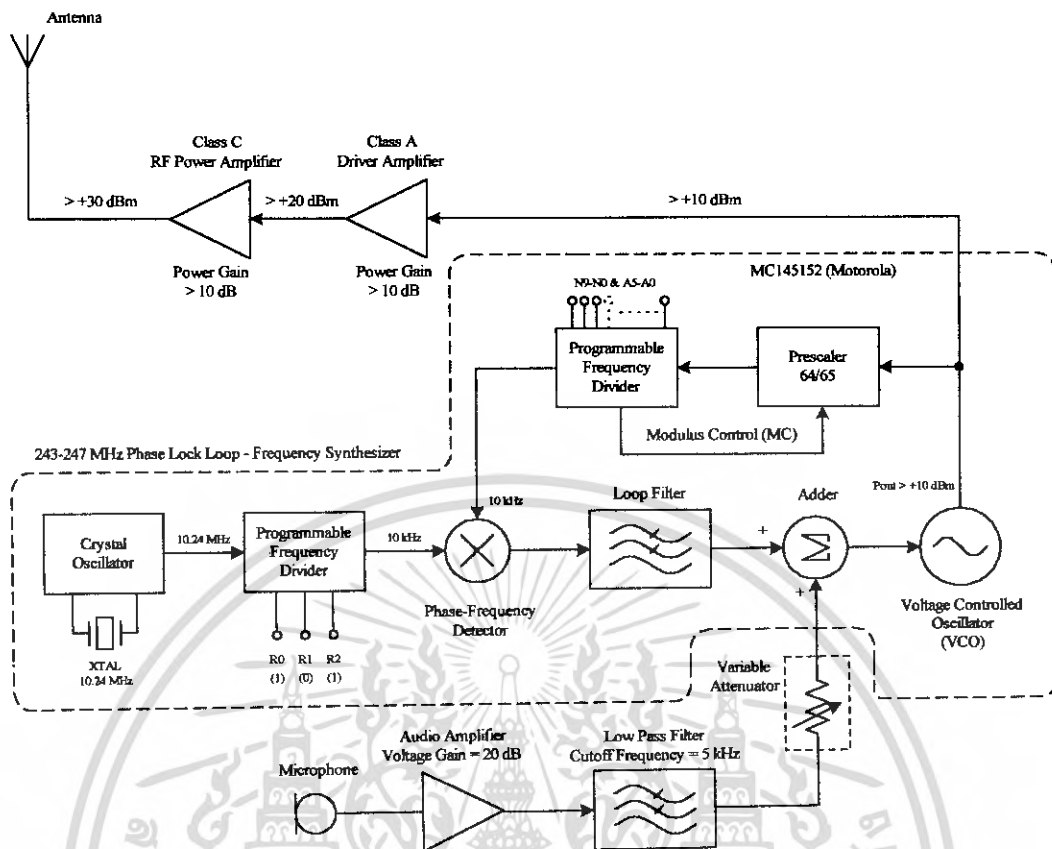 Antenna
Class C
RF Power Amplifier
Class A
Driver Amplifier
> +30 dBm
> +20 dBm
> +10 dBm
Power Gain
> 10 dB
Power Gain
> 10 dB
MC145152 (Motorola)
N9-N0 & A5-A0
Programmable
Frequency
Divider
Prescaler
64/65
Modulus Control (MC)
243-247 MHz Phase Lock Loop - Frequency Synthesizer
10 kHz
Loop Filter
Adder
Pout > +10 dBm
Crystal
Oscillator
10.24 MHz
Programmable
Frequency
Divider
10 kHz
+
+
Phase-Frequency
Detector
Voltage Controlled
Oscillator
(VCO)
XTAL
10.24 MHz
R0 R1 R2
(1) (0) (1)
Variable
Attenuator
Audio Amplifier
Voltage Gain = 20 dB
Low Pass Filter
Cutoff Frequency = 5 kHz
Microphone